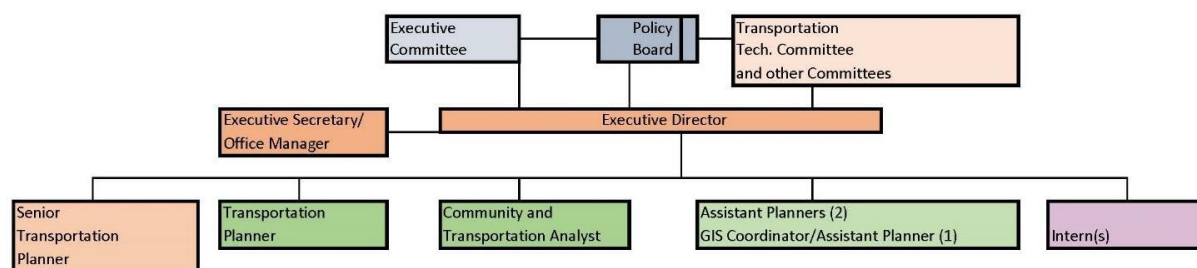 Executive
Committee
Policy
Board
Transportation
Tech. Committee
and other Committees
Executive Secretary/
Office Manager
Executive Director
Senior
Transportation
Planner
Transportation
Planner
Community and
Transportation Analyst
Assistant Planners (2)
GIS Coordinator/Assistant Planner (1)
Intern(s)